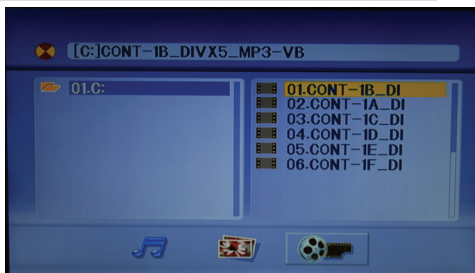 [C:]CONT-1B_DIVX5_MP3-VB
01.C:
01.CONT-1B_DI
02.CONT-1A_DI
03.CONT-1C_DI
04.CONT-1D_DI
05.CONT-1E_DI
06.CONT-1F_DI